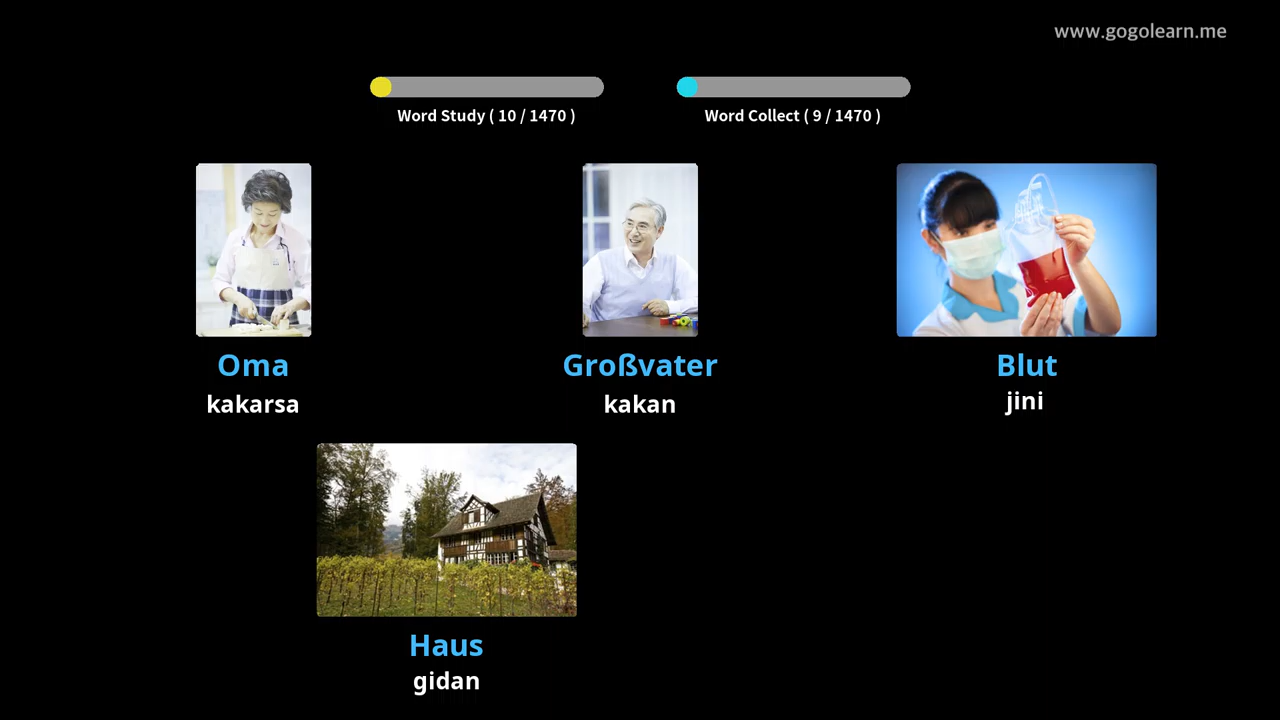 www.gogolearn.me
Word Study ( 10 / 1470 )
Word Collect ( 9 / 1470 )
Oma
kakarsa
Großvater
kakan
Blut
jini
Haus
gidan